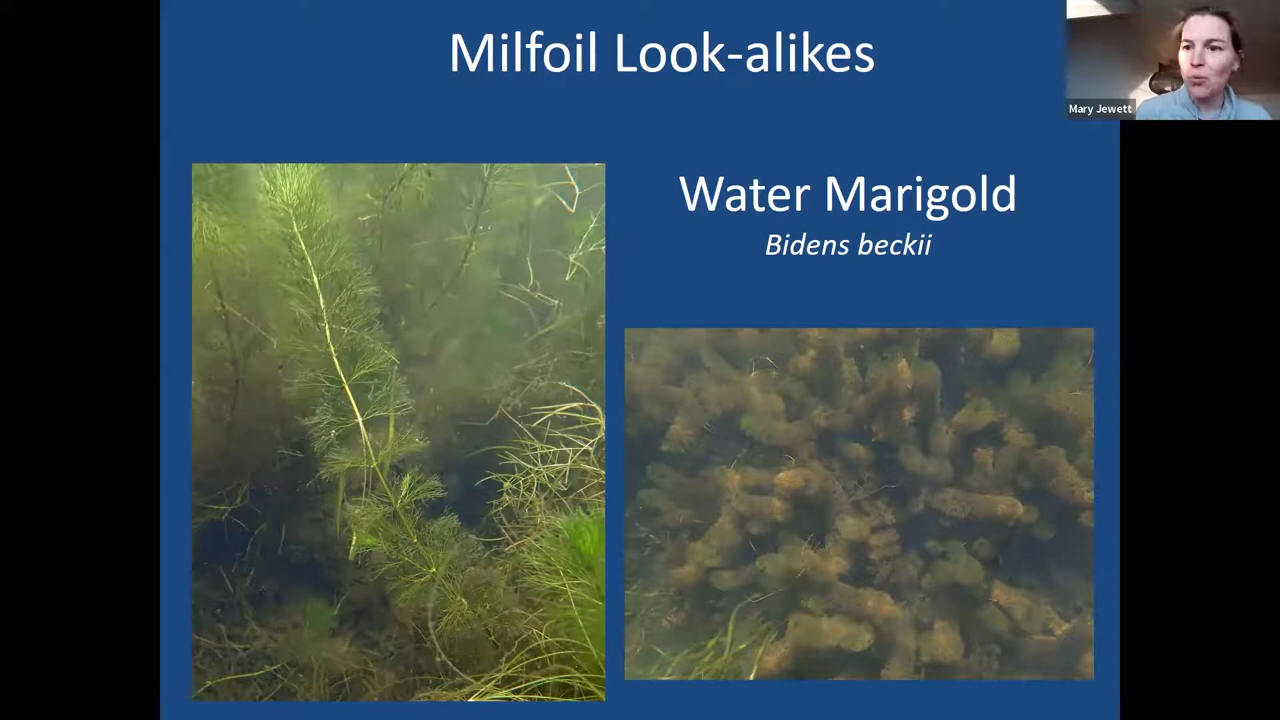 Milfoil Look-alikes
Mary Jewett
Water Marigold
Bidens beckii